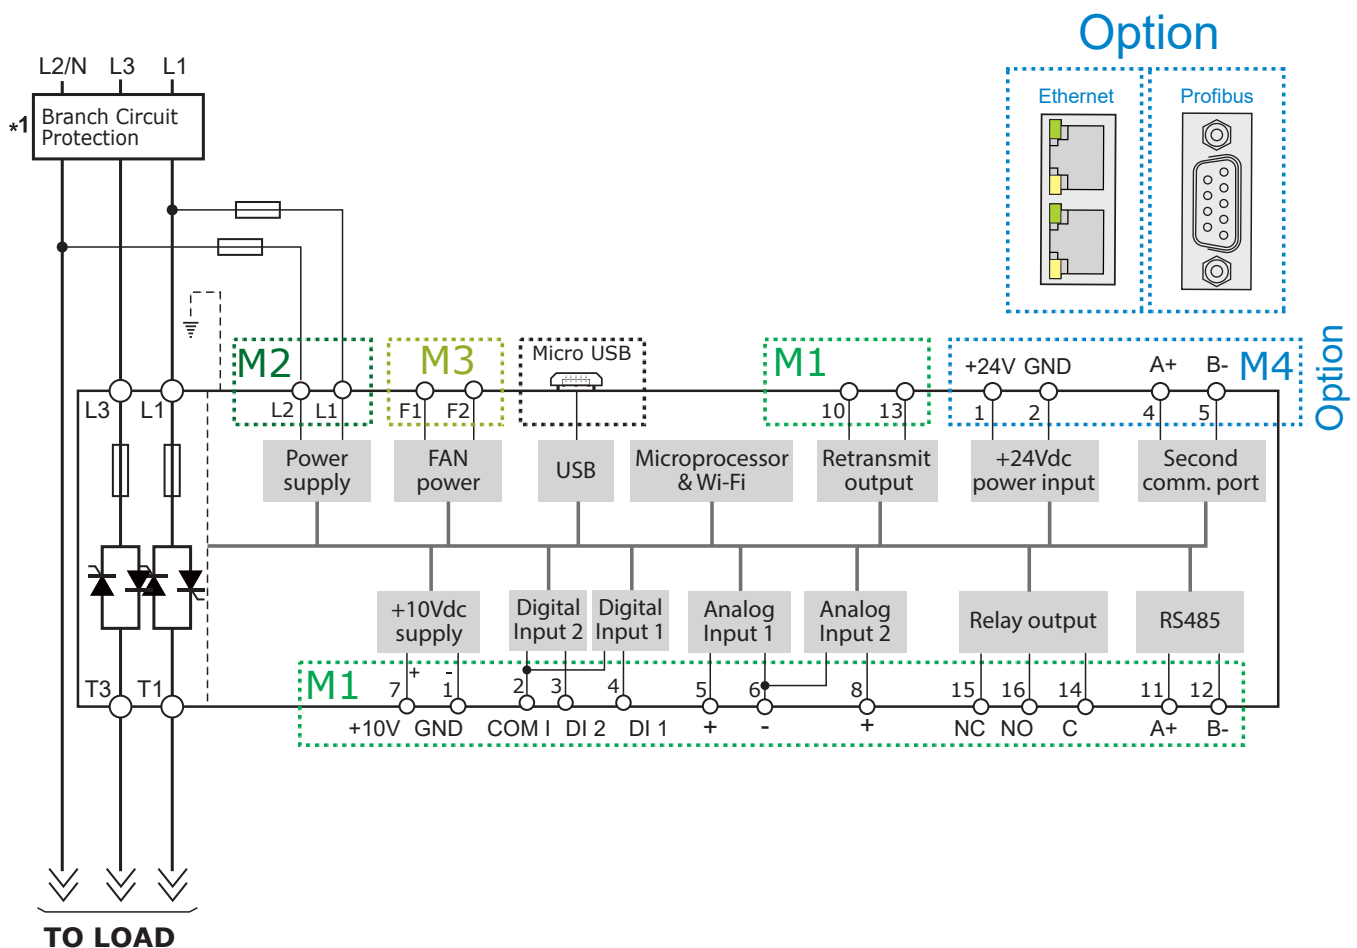 Option
Ethernet
Profibus
L2/N L3 L1
*1
Branch Circuit
Protection
M2
M3
Micro USB
M1
+24V GND
A+
B-
M4
Option
L3
L1
L2
L1
F1
F2
10
13
1
2
4
5
Power
supply
FAN
power
USB
Microprocessor
& Wi-Fi
Retransmit
output
+24Vdc
power input
Second
comm. port
+10Vdc
supply
Digital
Input 2
Digital
Input 1
Analog
Input 1
Analog
Input 2
Relay output
RS485
T3
T1
M1
+
-
7
1
2
3
4
5
6
8
15
16
14
11
12
+10V GND
COM I DI 2 DI 1
+
-
+
NC NO C
A+
B-
TO LOAD